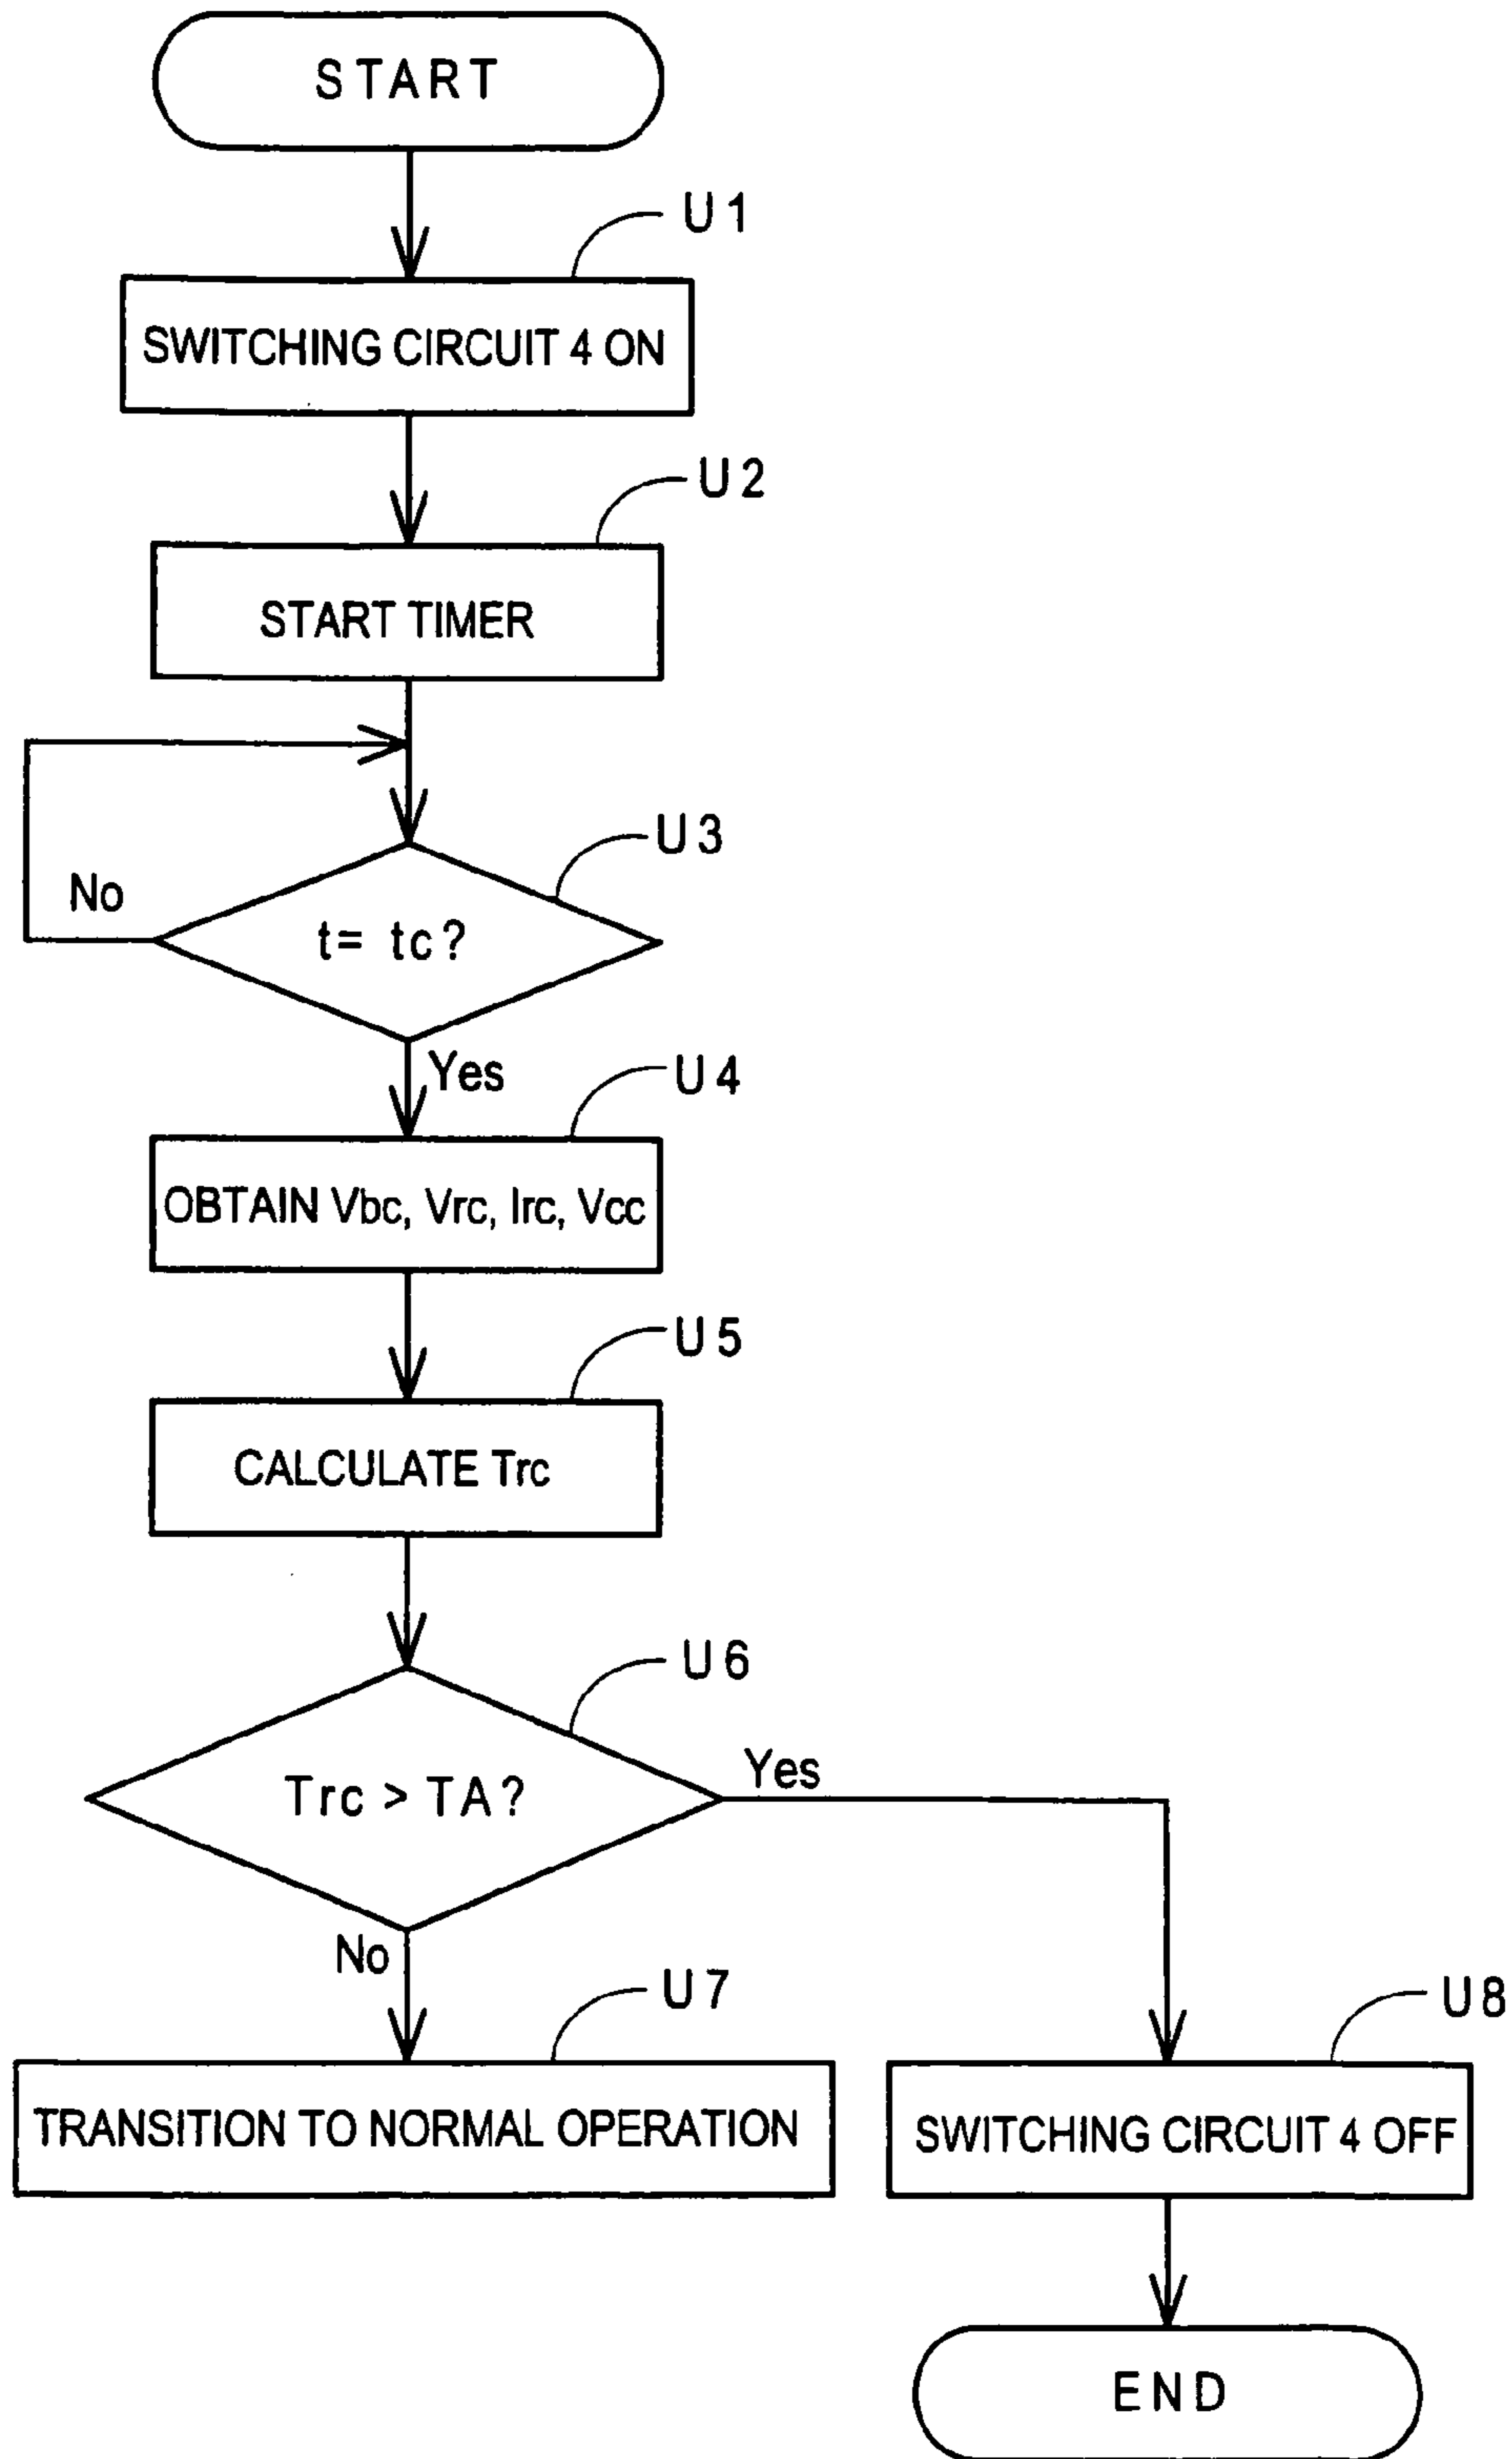 START
U1
SWITCHING CIRCUIT 4 ON
U2
START TIMER
U3
No
t= tc?
Yes
U4
OBTAIN Vbc, Vrc, Irc, Vcc
U5
CALCULATE Trc
U6
Trc > TA?
Yes
No
U7
U8
TRANSITION TO NORMAL OPERATION
SWITCHING CIRCUIT 4 OFF
END